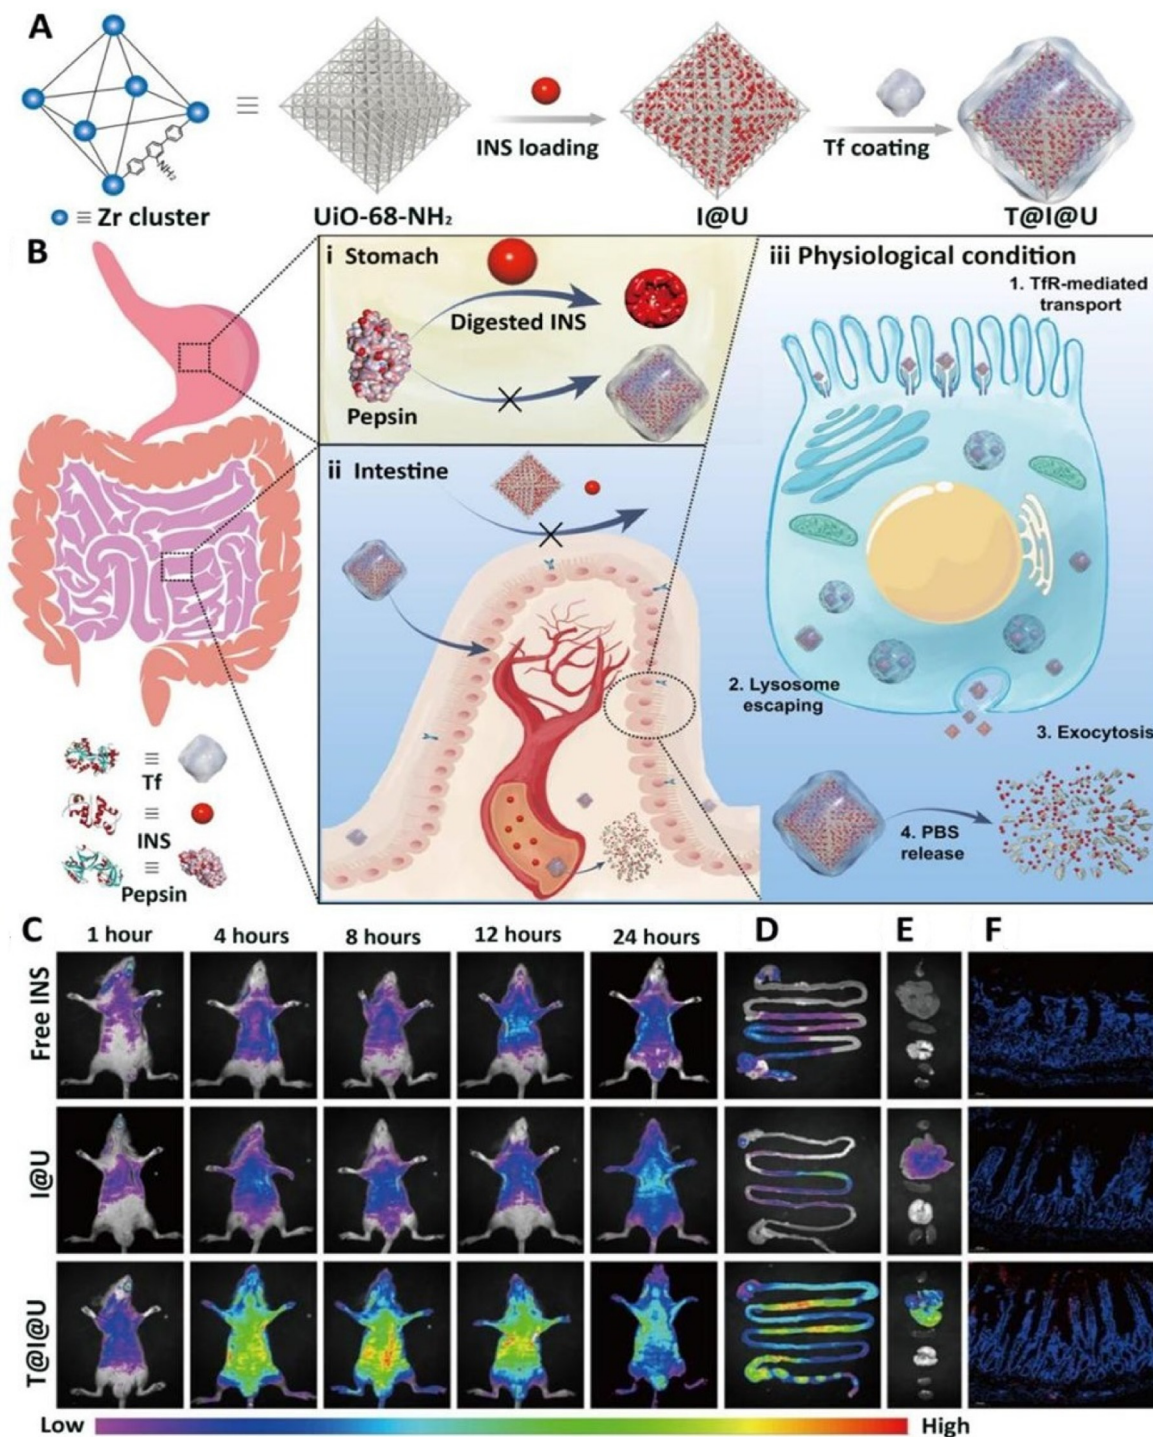 A
NH₂
≡
INS loading
Tf coating
≡ Zr cluster
UiO-68-NH₂
I@U
T@I@U
B
i Stomach
Digested INS
Pepsin
ii Intestine
iii Physiological condition
1. TfR-mediated
transport
2. Lysosome
escaping
3. Exocytosis
4. PBS
release
≡
Tf
≡
INS
≡
Pepsin
C
1 hour
4 hours
8 hours
12 hours
24 hours
D
E
F
Free INS
I@U
T@I@U
Low
High